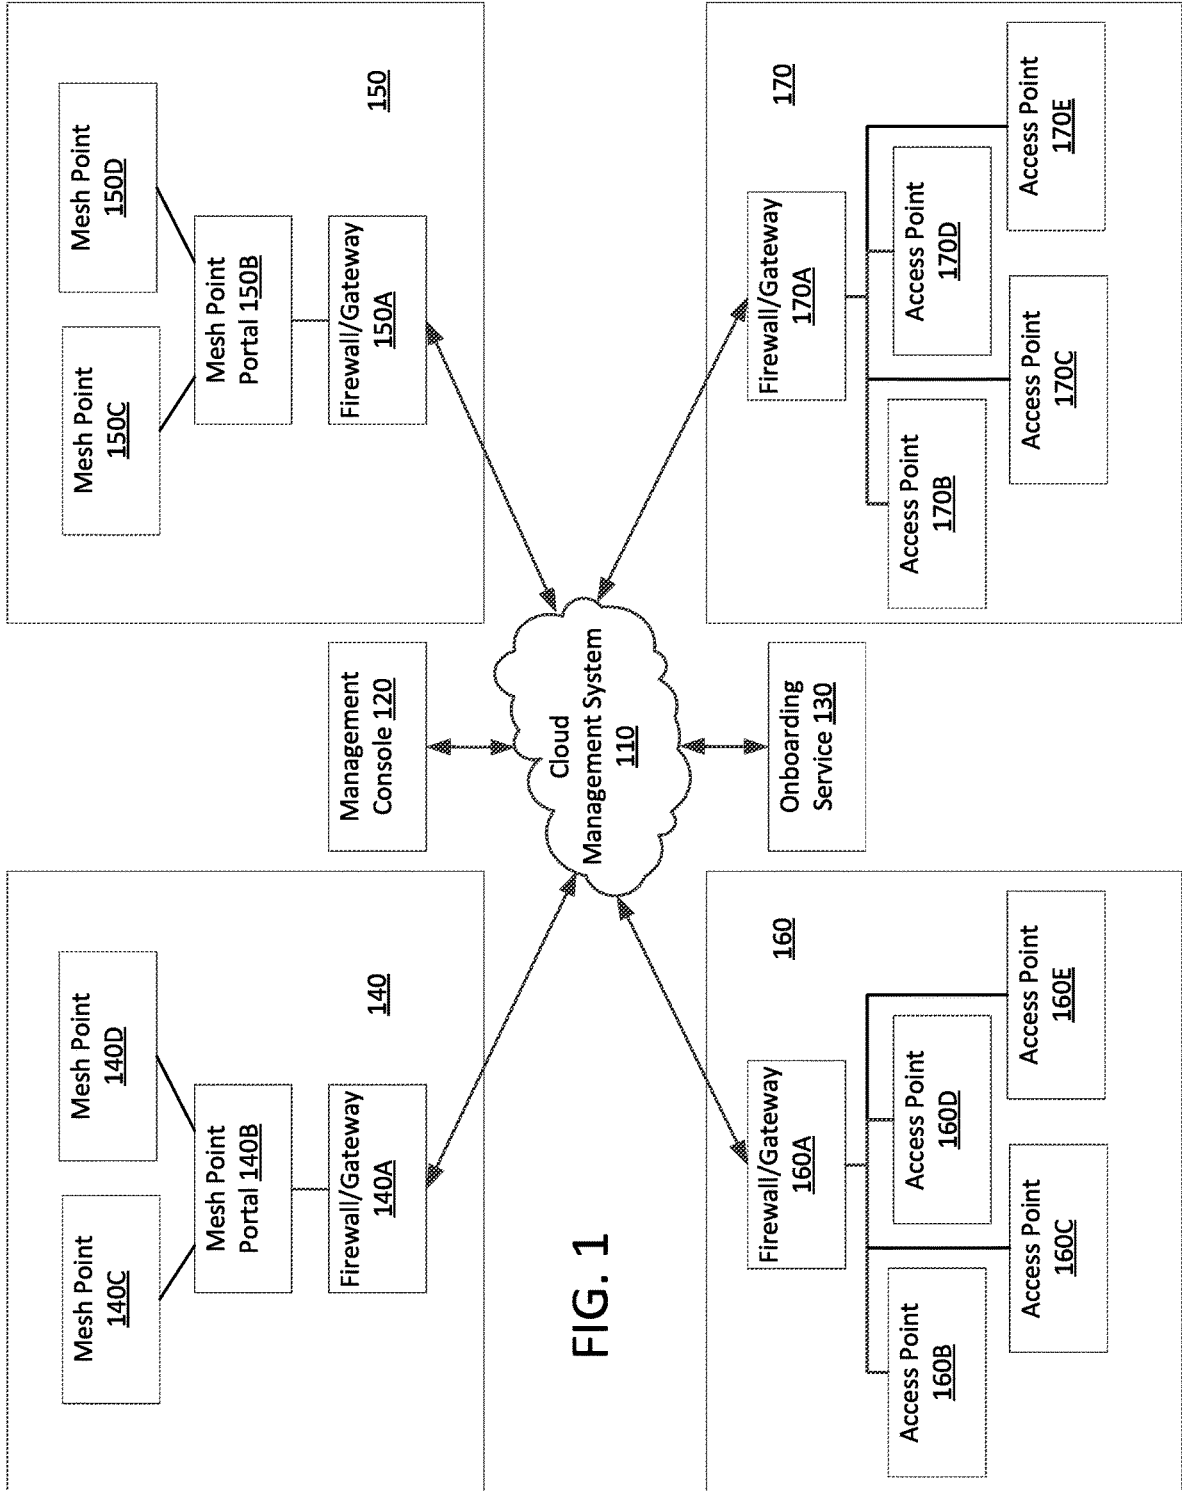 Mesh Point
140C
Mesh Point
140D
Mesh Point
Portal 140B
Firewall/Gateway
140A
140
Mesh Point
150C
Mesh Point
150D
Mesh Point
Portal 150B
Firewall/Gateway
150A
150
Management
Console 120
Cloud
Management System
110
Onboarding
Service 130
FIG. 1
Firewall/Gateway
160A
160
Access Point
160B
Access Point
160D
Access Point
160C
Access Point
160E
Firewall/Gateway
170A
170
Access Point
170B
Access Point
170D
Access Point
170C
Access Point
170E